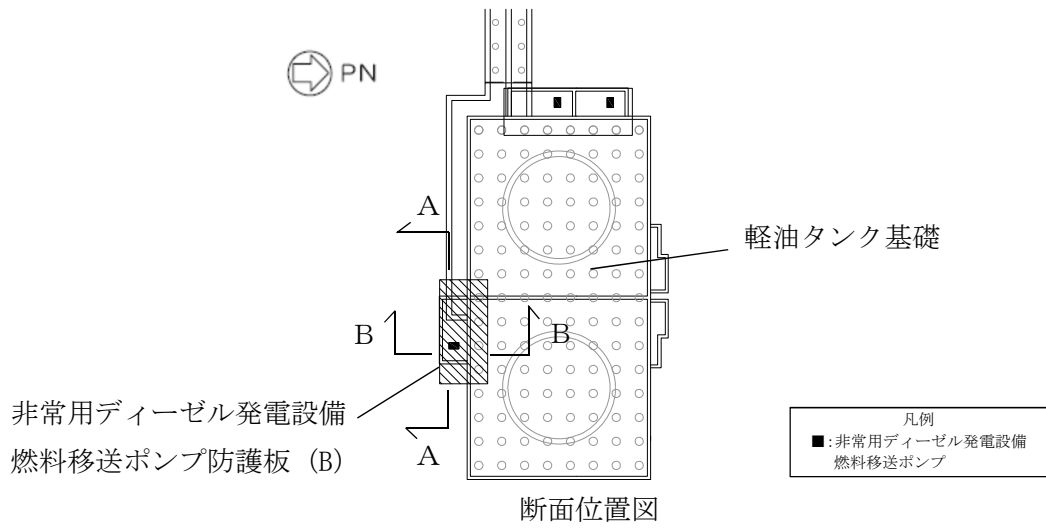 PN
A
軽油タンク基礎
B
B
非常用ディーゼル発電設備
燃料移送ポンプ防護板 (B)
A
凡例
■:非常用ディーゼル発電設備
燃料移送ポンプ
断面位置図